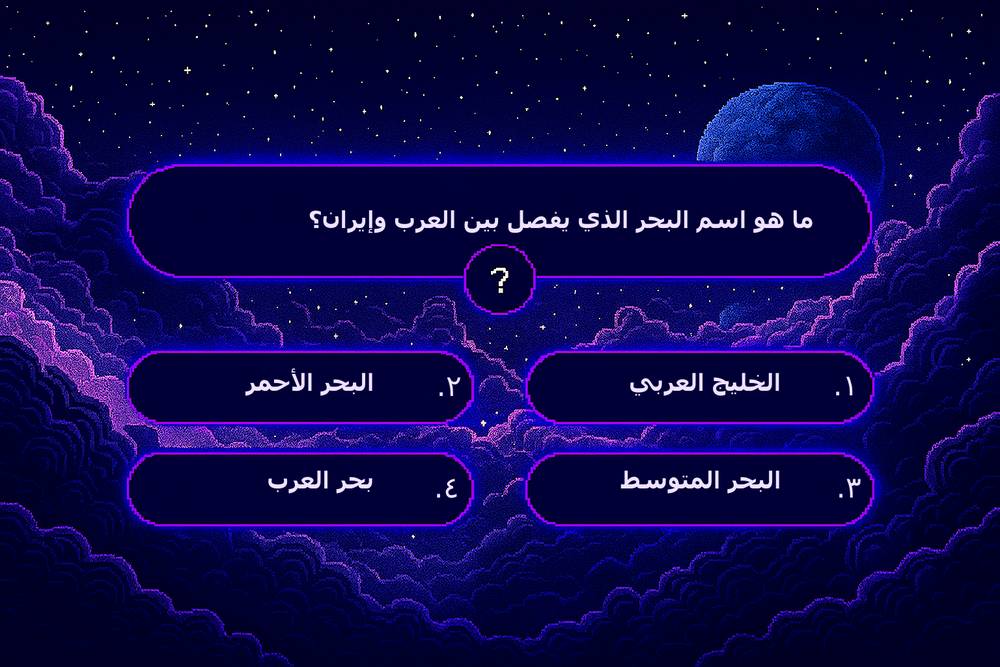 ما هو اسم البحر الذي يفصل بين العرب وإيران؟
?
١. الخليج العربي
٢. البحر الأحمر
٣. البحر المتوسط
٤. بحر العرب